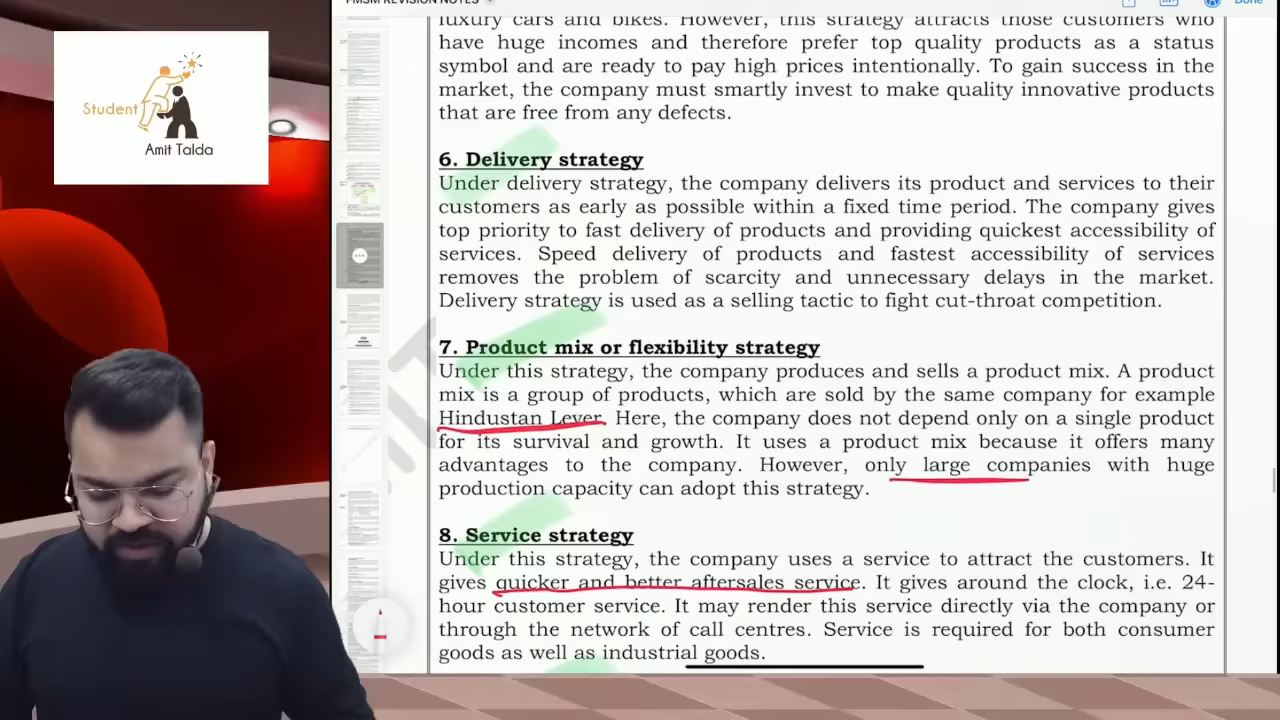 FMSM REVISION NOTES
Done
Student
Amit Talda
luxury cars and bikes. However, this strategy attracts those customers who
have huge income and therefore prefer top quality products as a status
symbol and are ready to pay higher prices intentionary. To gain success in the
market, the company must smartly invest to make quality innovative products
that are free from any defects.
6. Delivery strategy
Under delivery strategy, the company delivers its product and services to the
customers as early as possible within a fixed time period. The company gives
top priority to fast delivery of products and providing quickest accessibility of
services. Speed delivery of products and fastest accessibility of services
removes the problem of scarcity and unnecessary delays in the market.
Delivery strategy is used as a selling tactic to fight cut-throat competition.
7. Product mix or flexibility strategy
Under this strategy, the company produces and sells a product mix. A product
mix is a group of products which are sold by the same company for example
Hindustan Lever. Here, the company does not depend only on a single product
for its survival and growth. It uses a product mix because it offers many
advantages to the company. However, only large companies with huge
production capacity can adopt this strategy.
8. Service strategy
Under this strategy, the company uses a service to attract the customers. It
gives a better and after the sales service. It gives a round the clock, i.e. 24-
hour customer service. It may render this service directly via the company or
through the network of call centres. Service is required for both consumer
goods as well as industrial goods.